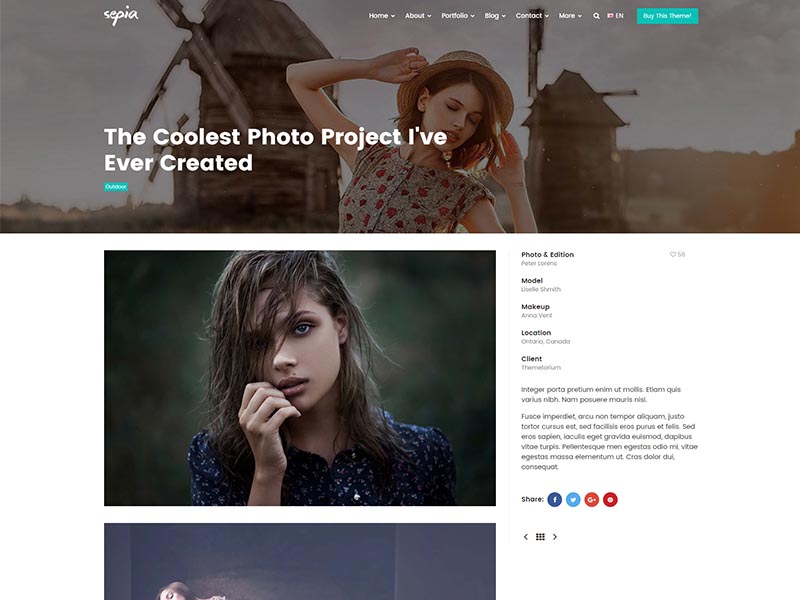 sepia
Home About Portfolio Blog Contact More EN Buy This Theme!
The Coolest Photo Project I've
Ever Created
Outdoor
Photo & Edition 56
Peter Lorens
Model
Liselle Shmith
Makeup
Anna Vent
Location
Ontario, Canada
Client
Themetorium
Integer porta pretium enim ut mollis. Etiam quis
varius nibh. Nam posuere mauris nisi.
Fusce imperdiet, arcu non tempor aliquam, justo
tortor cursus est, sed facilisis eros purus et felis. Sed
eros sapien, iaculis eget gravida euismod, dapibus
vitae turpis. Pellentesque men egestas odio mi, vitae
egestas massa elementum ut. Cras dolor dui,
consequat.
Share: